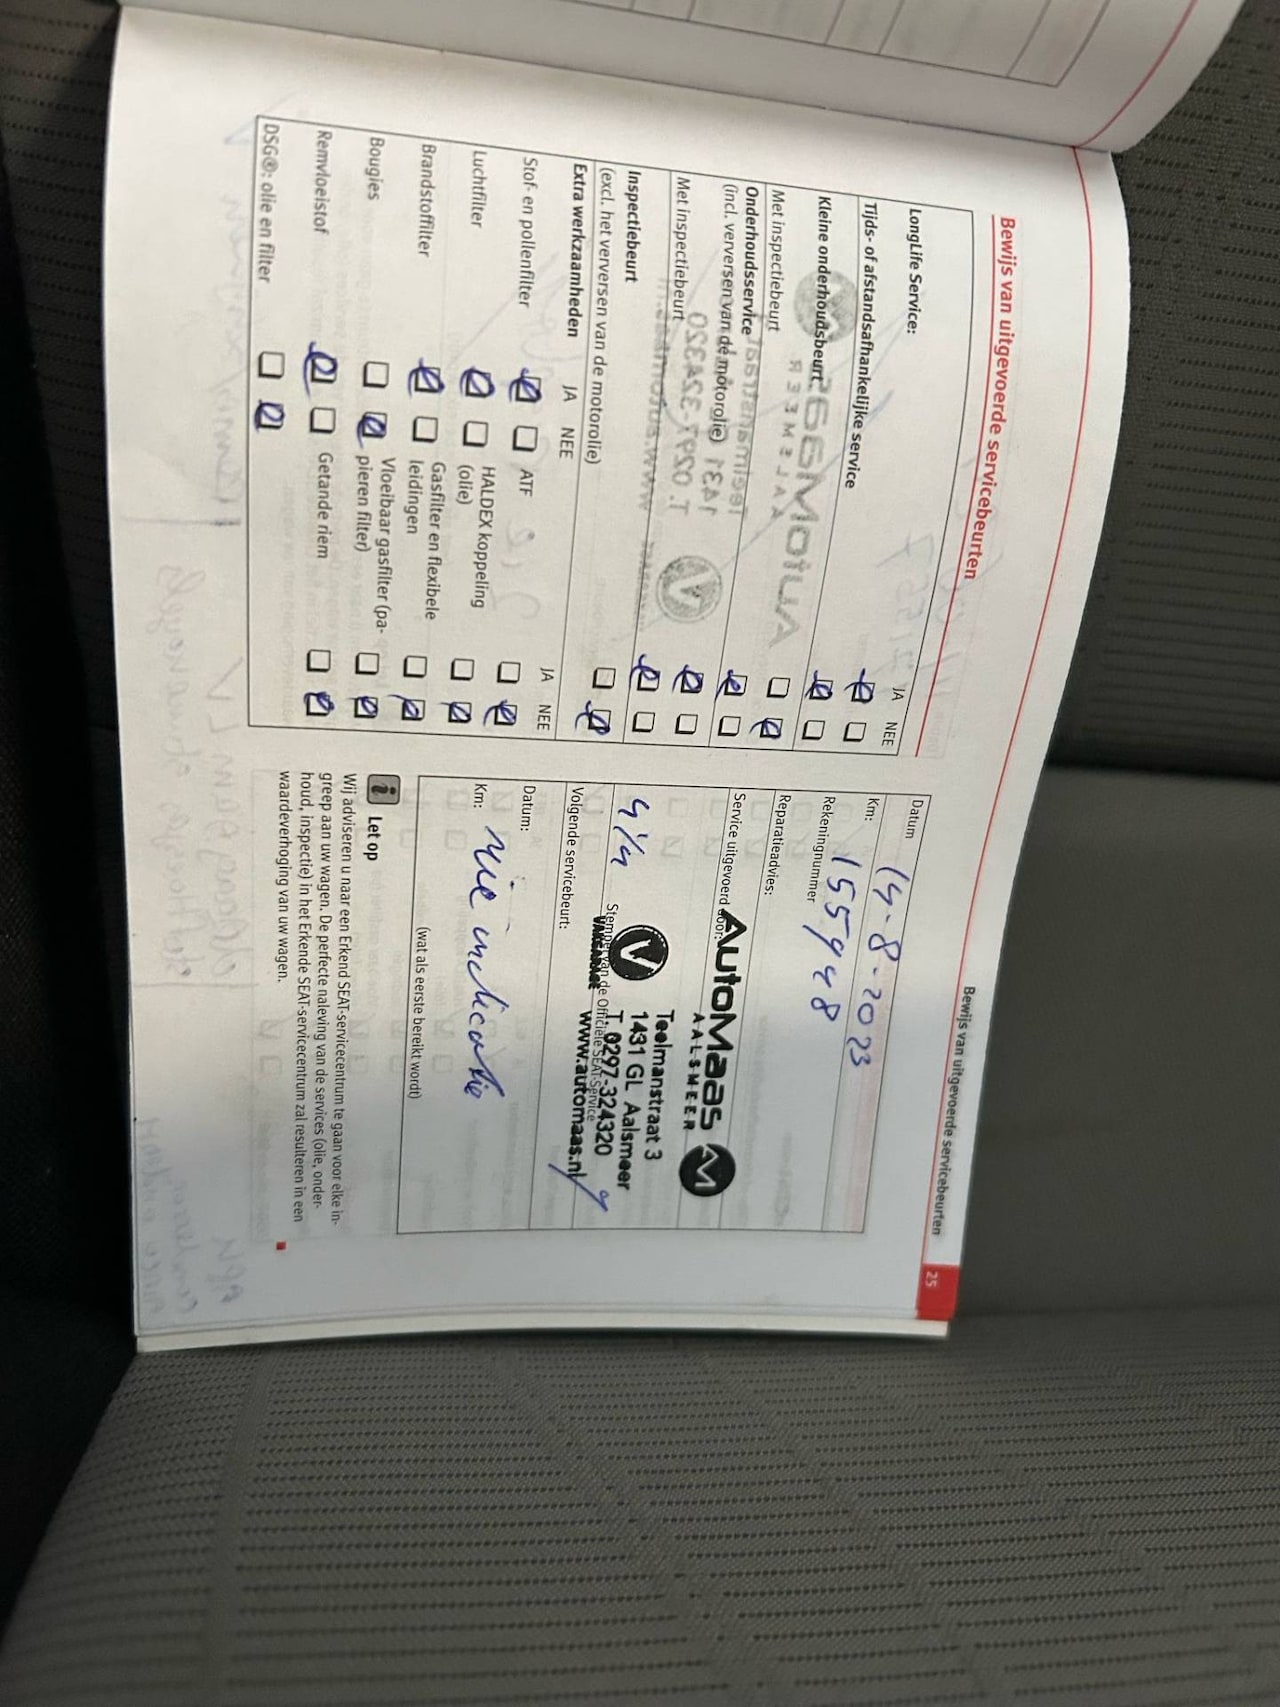 Bewijs van uitgevoerde servicebeurten
25
Bewijs van uitgevoerde servicebeurten
JA NEE
LongLife Service:
Tijds- of afstandsafhankelijke service
Kleine onderhoudsbeurt
Met inspectiebeurt
Onderhoudsservice
(incl. verversen van de motorolie)
Met inspectiebeurt
Inspectiebeurt
(excl. het verversen van de motorolie)
Extra werkzaamheden JA NEE JA NEE
Stof- en pollenfilter ATF
Luchtfilter HALDEX koppeling
(olie)
Brandstoffilter Gasfilter en flexibele
leidingen
Bougies Vloeibaar gasfilter (pa-
pieren filter)
Remvloeistof Getande riem
DSG®: olie en filter
Datum 14-8-2023
Km: 155948
Rekeningnummer
Reparatieadvies:
Service uitgevoerd door:
AutoMaas
AALSMEER
Teelmanstraat 3
1431 GL Aalsmeer
T. 0297-324320
www.automaas.nl
VAKGARAGE
Stempel van de Officiële SEAT-Service
Volgende servicebeurt:
Datum:
Km: zie indicatie
(wat als eerste bereikt wordt)
Let op
Wij adviseren u naar een Erkend SEAT-servicecentrum te gaan voor elke in-
greep aan uw wagen. De perfecte naleving van de services (olie, onder-
houd, inspectie) in het Erkende SEAT-servicecentrum zal resulteren in een
waardeverhoging van uw wagen.